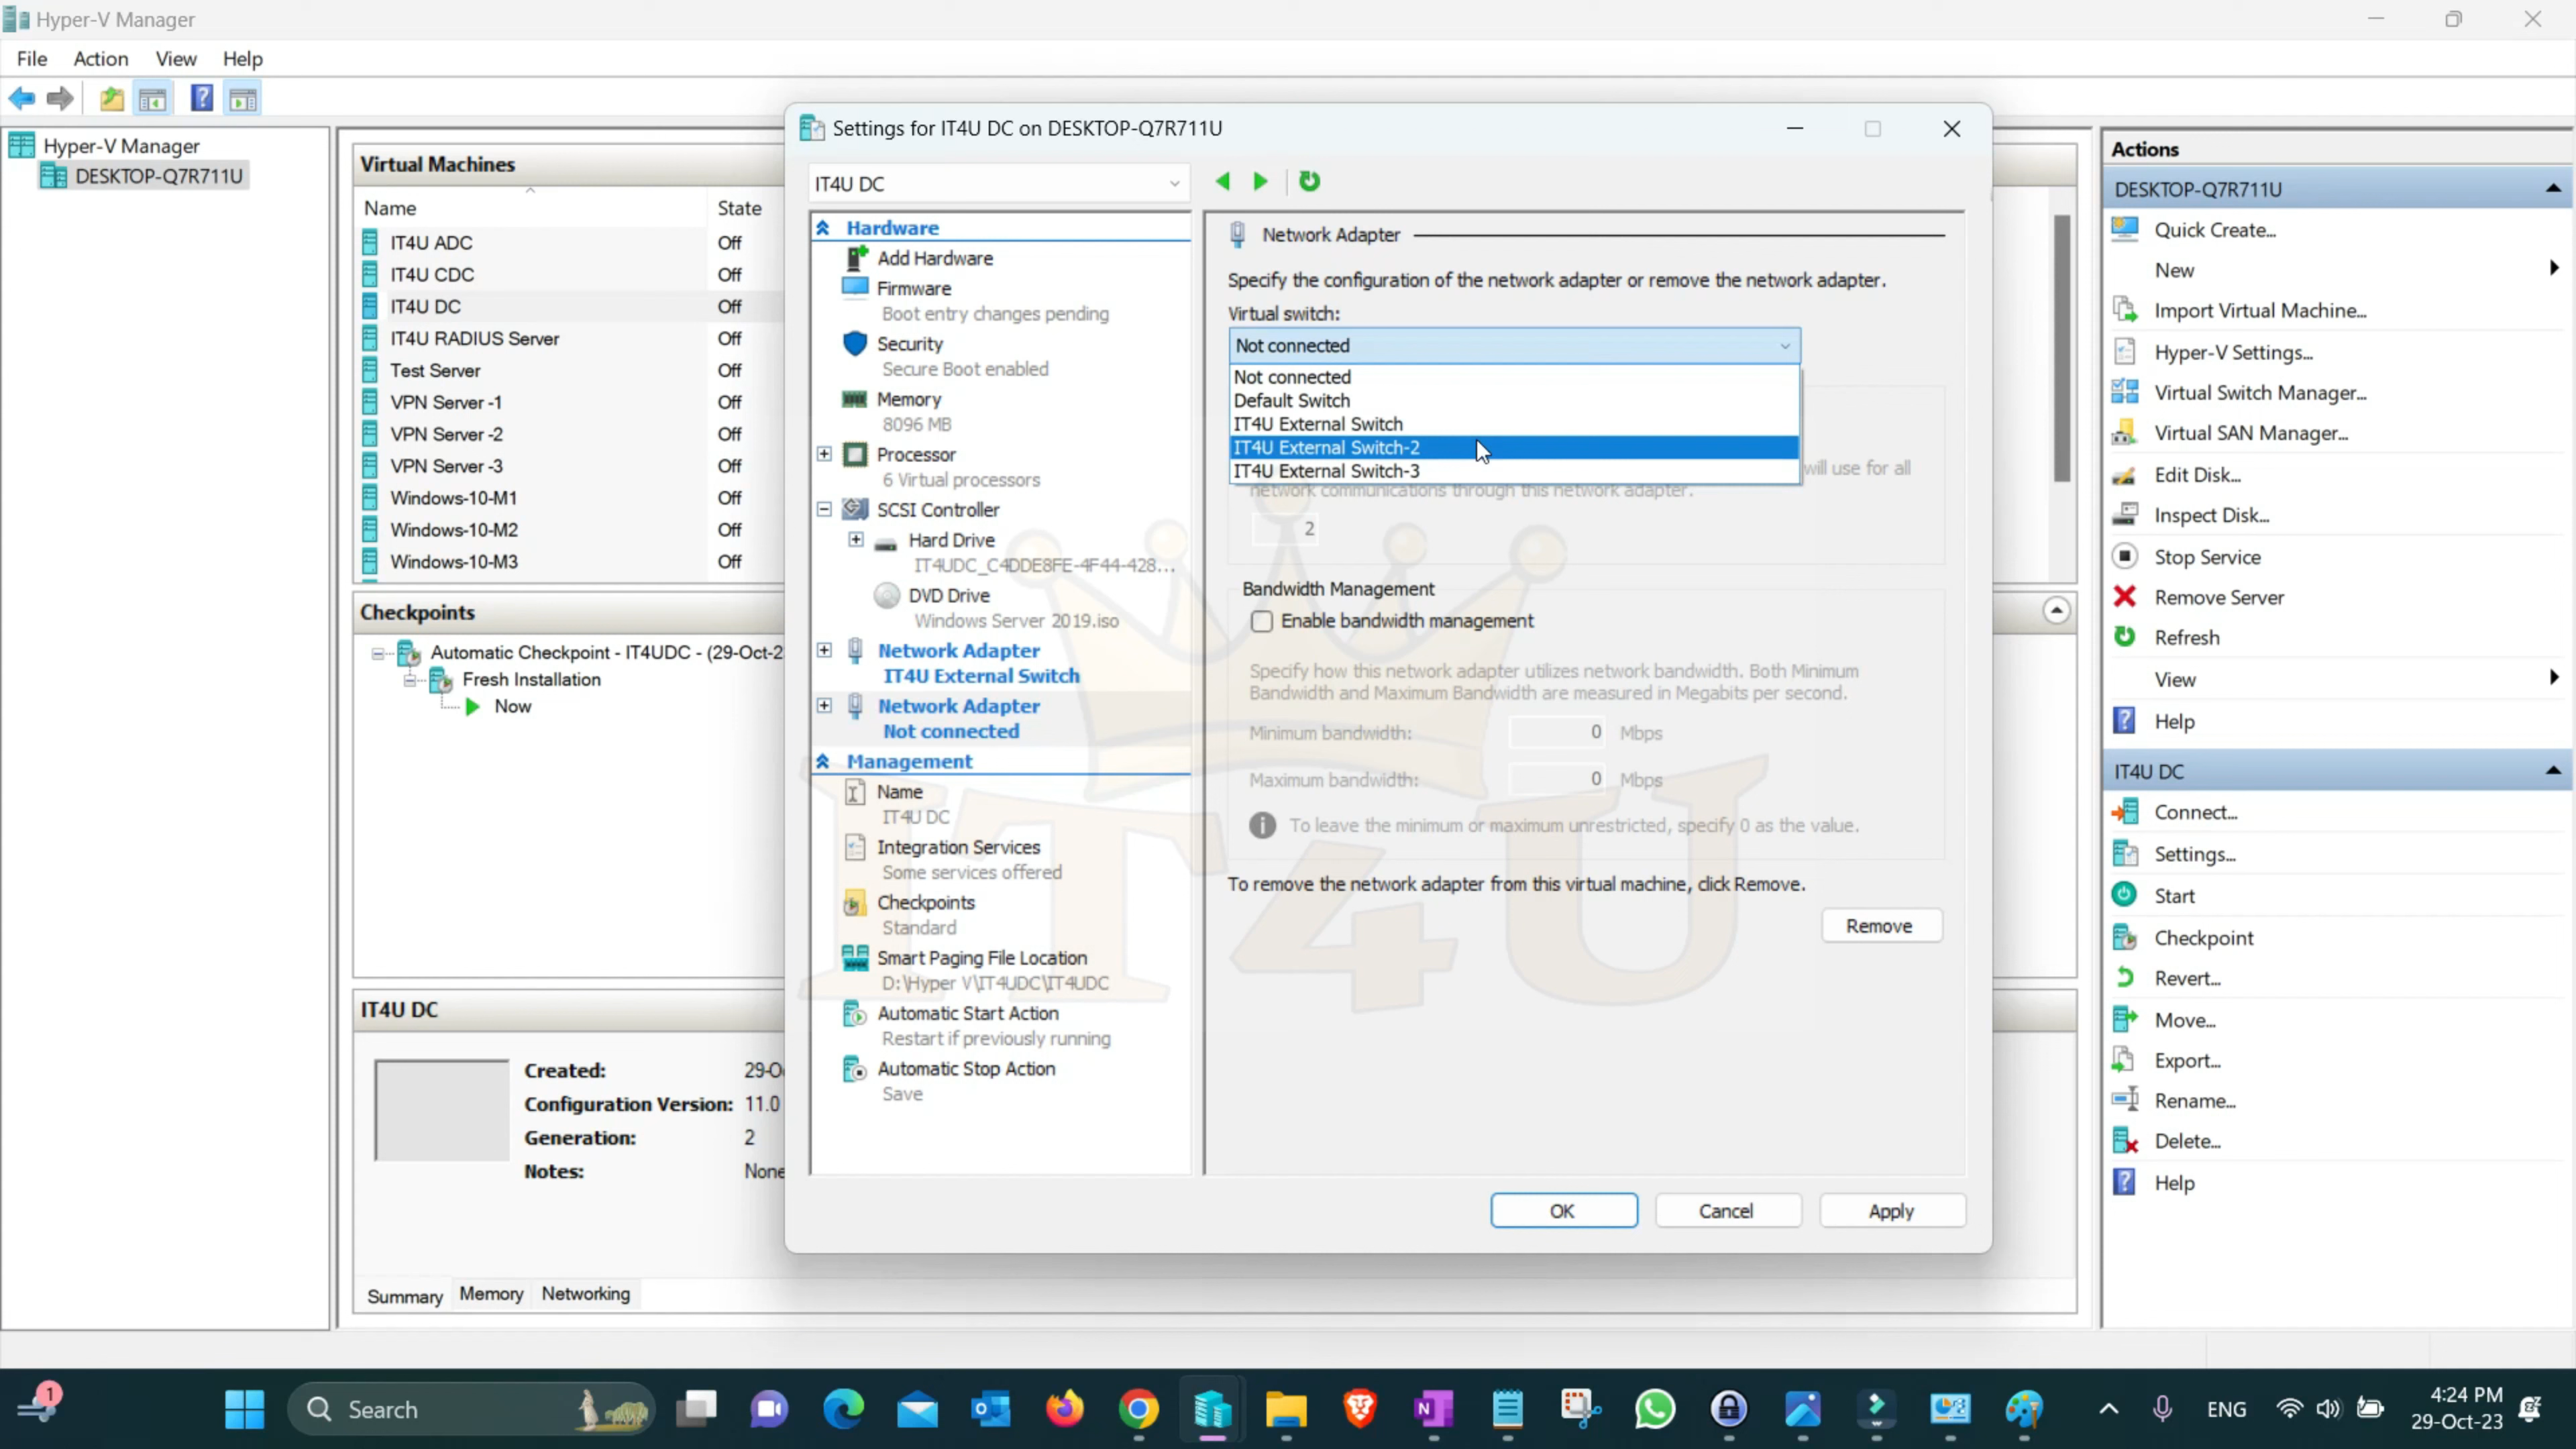 Hyper-V Manager
File Action View Help
Hyper-V Manager
DESKTOP-Q7R711U
Virtual Machines
Name State
IT4U ADC Off
IT4U CDC Off
IT4U DC Off
IT4U RADIUS Server Off
Test Server Off
VPN Server -1 Off
VPN Server -2 Off
VPN Server -3 Off
Windows-10-M1 Off
Windows-10-M2 Off
Windows-10-M3 Off
Checkpoints
Automatic Checkpoint - IT4UDC - (29-Oct-2
Fresh Installation
Now
IT4U DC
Created: 29-O
Configuration Version: 11.0
Generation: 2
Notes: None
Summary Memory Networking
Settings for IT4U DC on DESKTOP-Q7R711U
IT4U DC
Hardware
Add Hardware
Firmware
Boot entry changes pending
Security
Secure Boot enabled
Memory
8096 MB
Processor
6 Virtual processors
SCSI Controller
Hard Drive
IT4UDC_C4DDE8FE-4F44-428...
DVD Drive
Windows Server 2019.iso
Network Adapter
IT4U External Switch
Network Adapter
Not connected
Management
Name
IT4U DC
Integration Services
Some services offered
Checkpoints
Standard
Smart Paging File Location
D:\Hyper V\IT4UDC\IT4UDC
Automatic Start Action
Restart if previously running
Automatic Stop Action
Save
Network Adapter
Specify the configuration of the network adapter or remove the network adapter.
Virtual switch:
Not connected
Not connected
Default Switch
IT4U External Switch
IT4U External Switch-2
IT4U External Switch-3
will use for all
network communications through this network adapter.
2
Bandwidth Management
Enable bandwidth management
Specify how this network adapter utilizes network bandwidth. Both Minimum
Bandwidth and Maximum Bandwidth are measured in Megabits per second.
Minimum bandwidth: 0 Mbps
Maximum bandwidth: 0 Mbps
To leave the minimum or maximum unrestricted, specify 0 as the value.
To remove the network adapter from this virtual machine, click Remove.
Remove
IT4U
OK Cancel Apply
Actions
DESKTOP-Q7R711U
Quick Create...
New
Import Virtual Machine...
Hyper-V Settings...
Virtual Switch Manager...
Virtual SAN Manager...
Edit Disk...
Inspect Disk...
Stop Service
Remove Server
Refresh
View
Help
IT4U DC
Connect...
Settings...
Start
Checkpoint
Revert...
Move...
Export...
Rename...
Delete...
Help
1
Search
ENG
4:24 PM
29-Oct-23